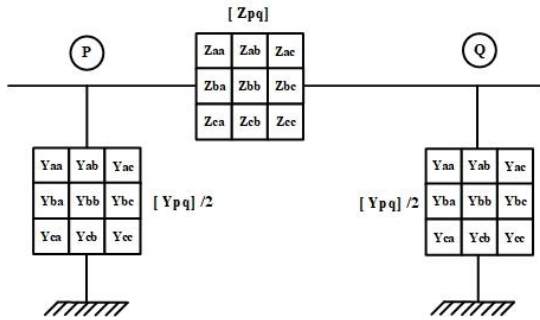 [ Zpq]
P
Q
Zaa Zab Zac
Zba Zbb Zbc
Zca Zcb Zcc
Yaa Yab Yac
Yba Ybb Ybc
Yca Ycb Ycc
[ Ypq] /2
[ Ypq] /2
Yaa Yab Yac
Yba Ybb Ybc
Yca Ycb Ycc